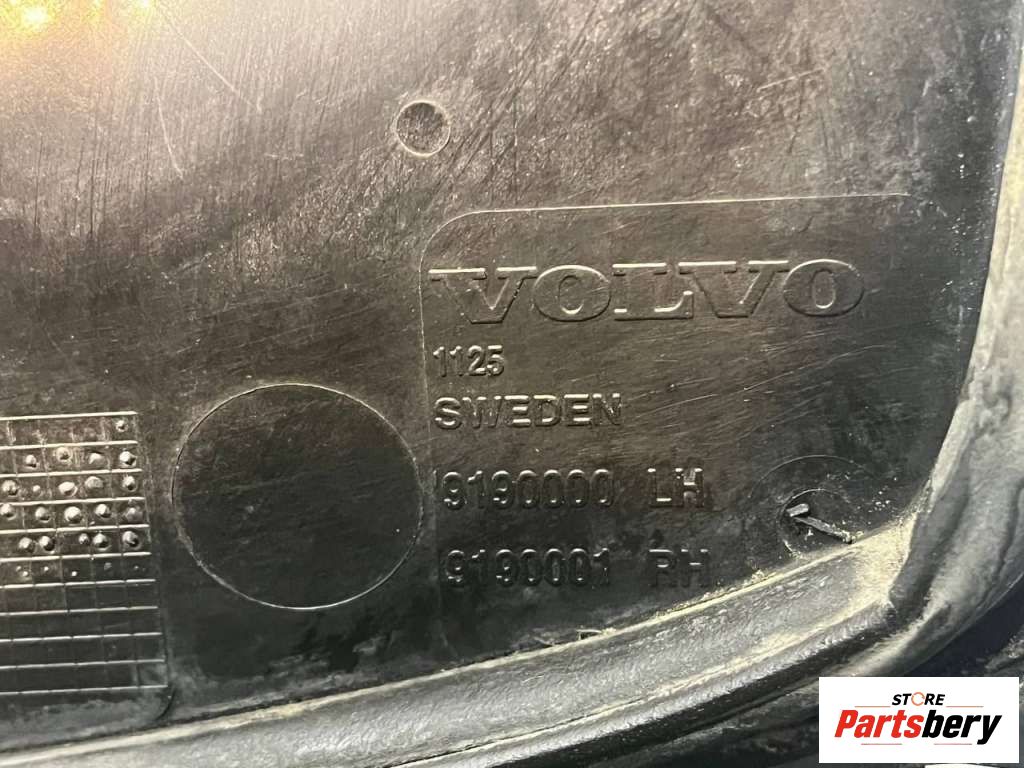 VOLVO
1125
SWEDEN
9190000 LH
9190001 RH
STORE
Partsbery